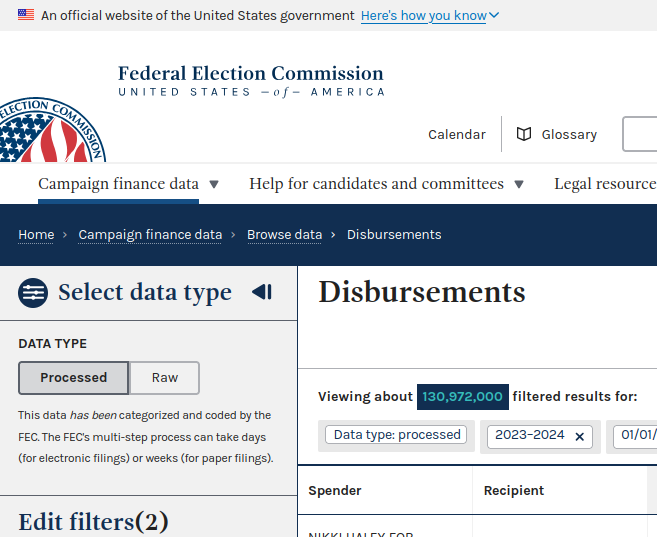 An official website of the United States government Here's how you know
Federal Election Commission
UNITED STATES —of— AMERICA
ELECTION COMMISSION
Calendar
Glossary
Campaign finance data
Help for candidates and committees
Legal resource
Home › Campaign finance data › Browse data › Disbursements
Select data type
DATA TYPE
Processed
Raw
This data has been categorized and coded by the
FEC. The FEC's multi-step process can take days
(for electronic filings) or weeks (for paper filings).
Edit filters(2)
Disbursements
Viewing about 130,972,000 filtered results for:
Data type: processed
2023–2024 ×
01/01/
Spender
Recipient
NIKKI HALEY FOR